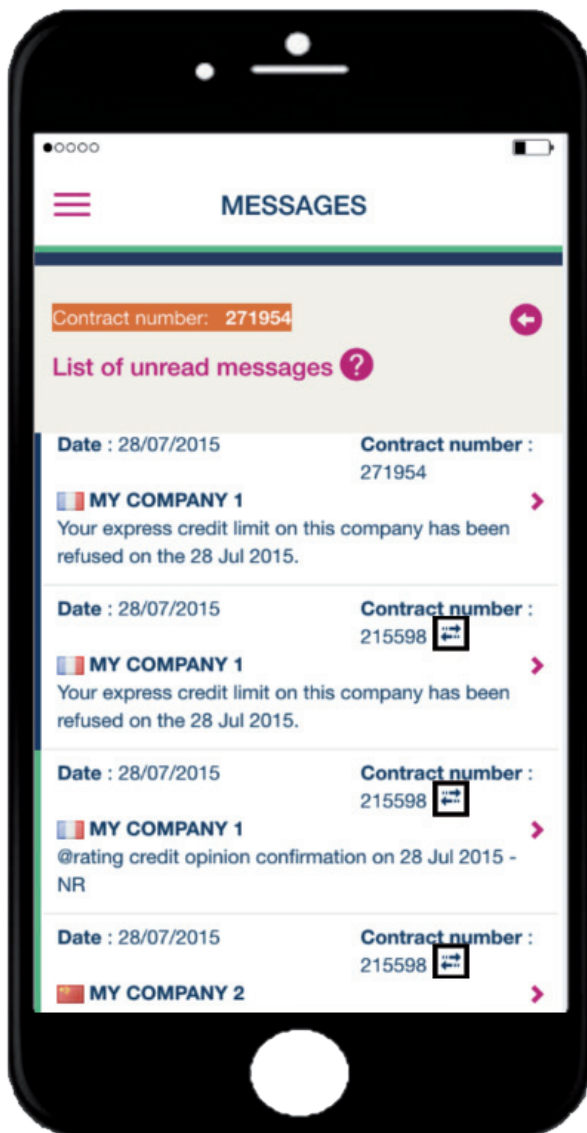 MESSAGES
Contract number: 271954
List of unread messages ?
Date : 28/07/2015 Contract number :
271954
MY COMPANY 1
Your express credit limit on this company has been
refused on the 28 Jul 2015.
Date : 28/07/2015 Contract number :
215598
MY COMPANY 1
Your express credit limit on this company has been
refused on the 28 Jul 2015.
Date : 28/07/2015 Contract number :
215598
MY COMPANY 1
@rating credit opinion confirmation on 28 Jul 2015 -
NR
Date : 28/07/2015 Contract number :
215598
MY COMPANY 2